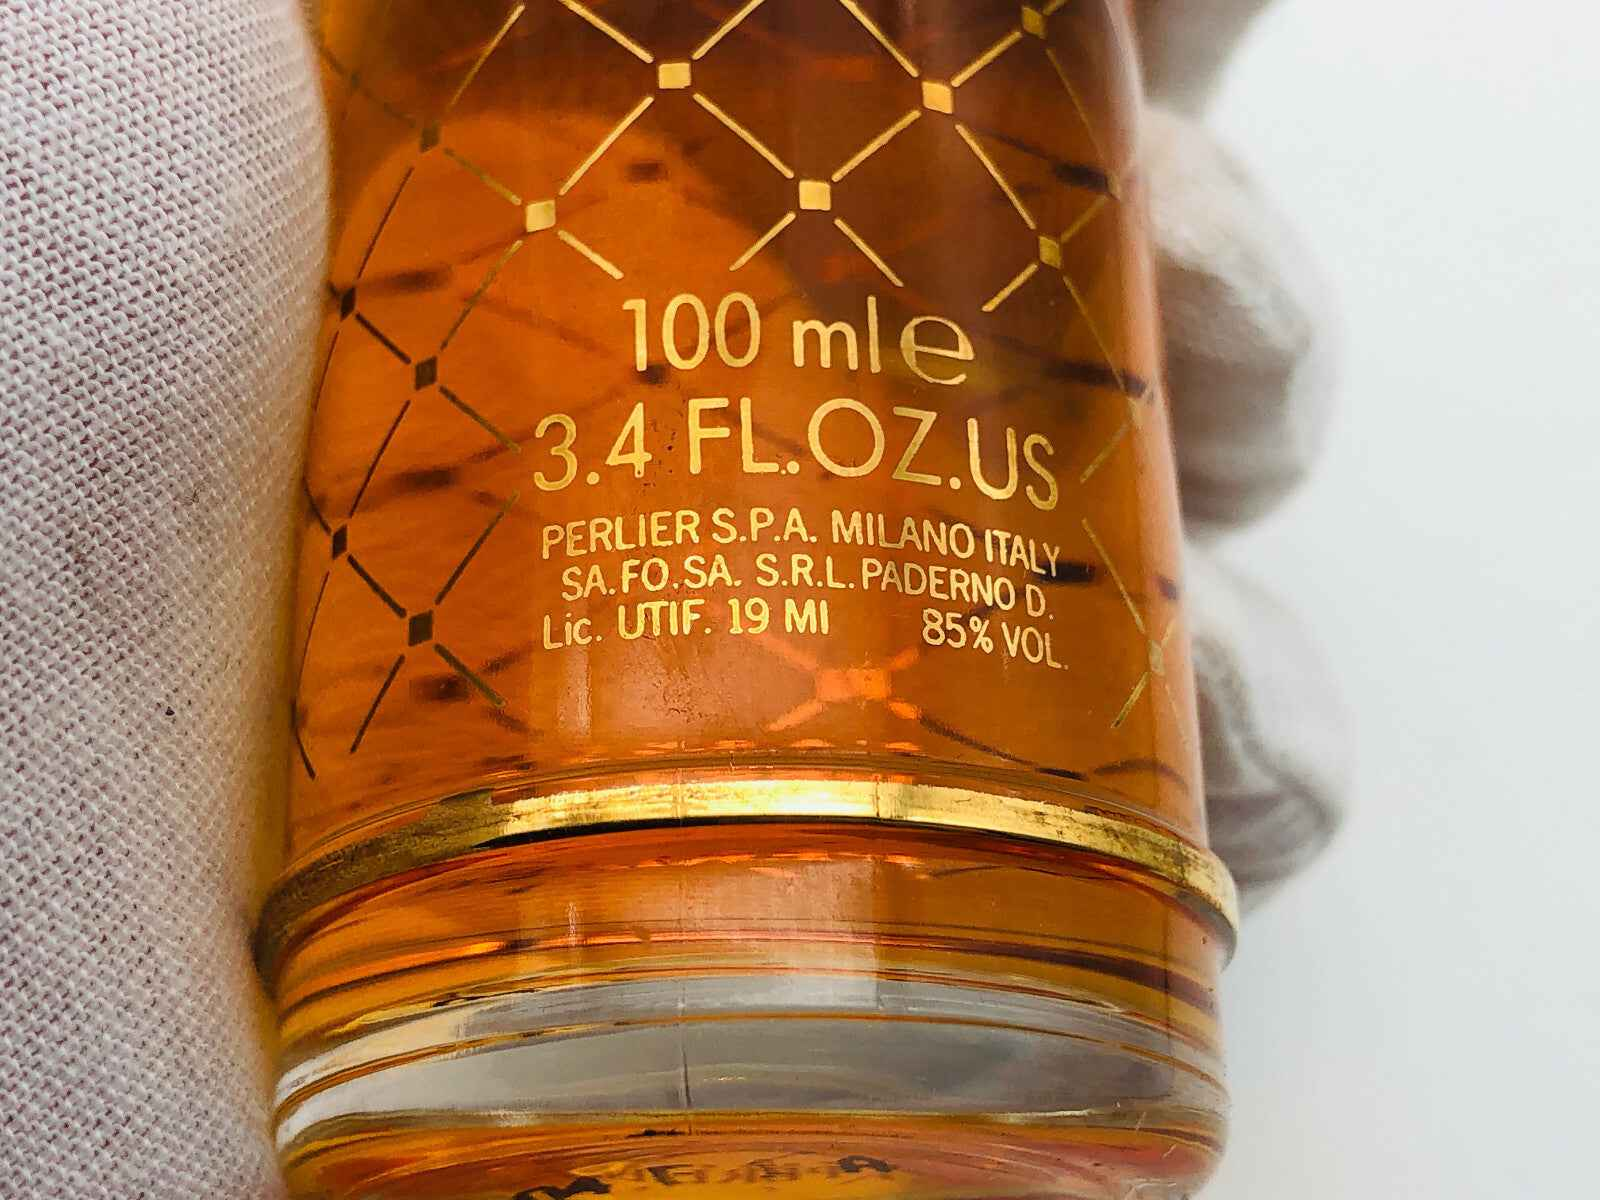 100 ml e
3.4 FL.OZ.US
PERLIER S.P.A. MILANO ITALY
SA.FO.SA. S.R.L. PADERNO D.
Lic. UTIF. 19 MI 85% VOL.